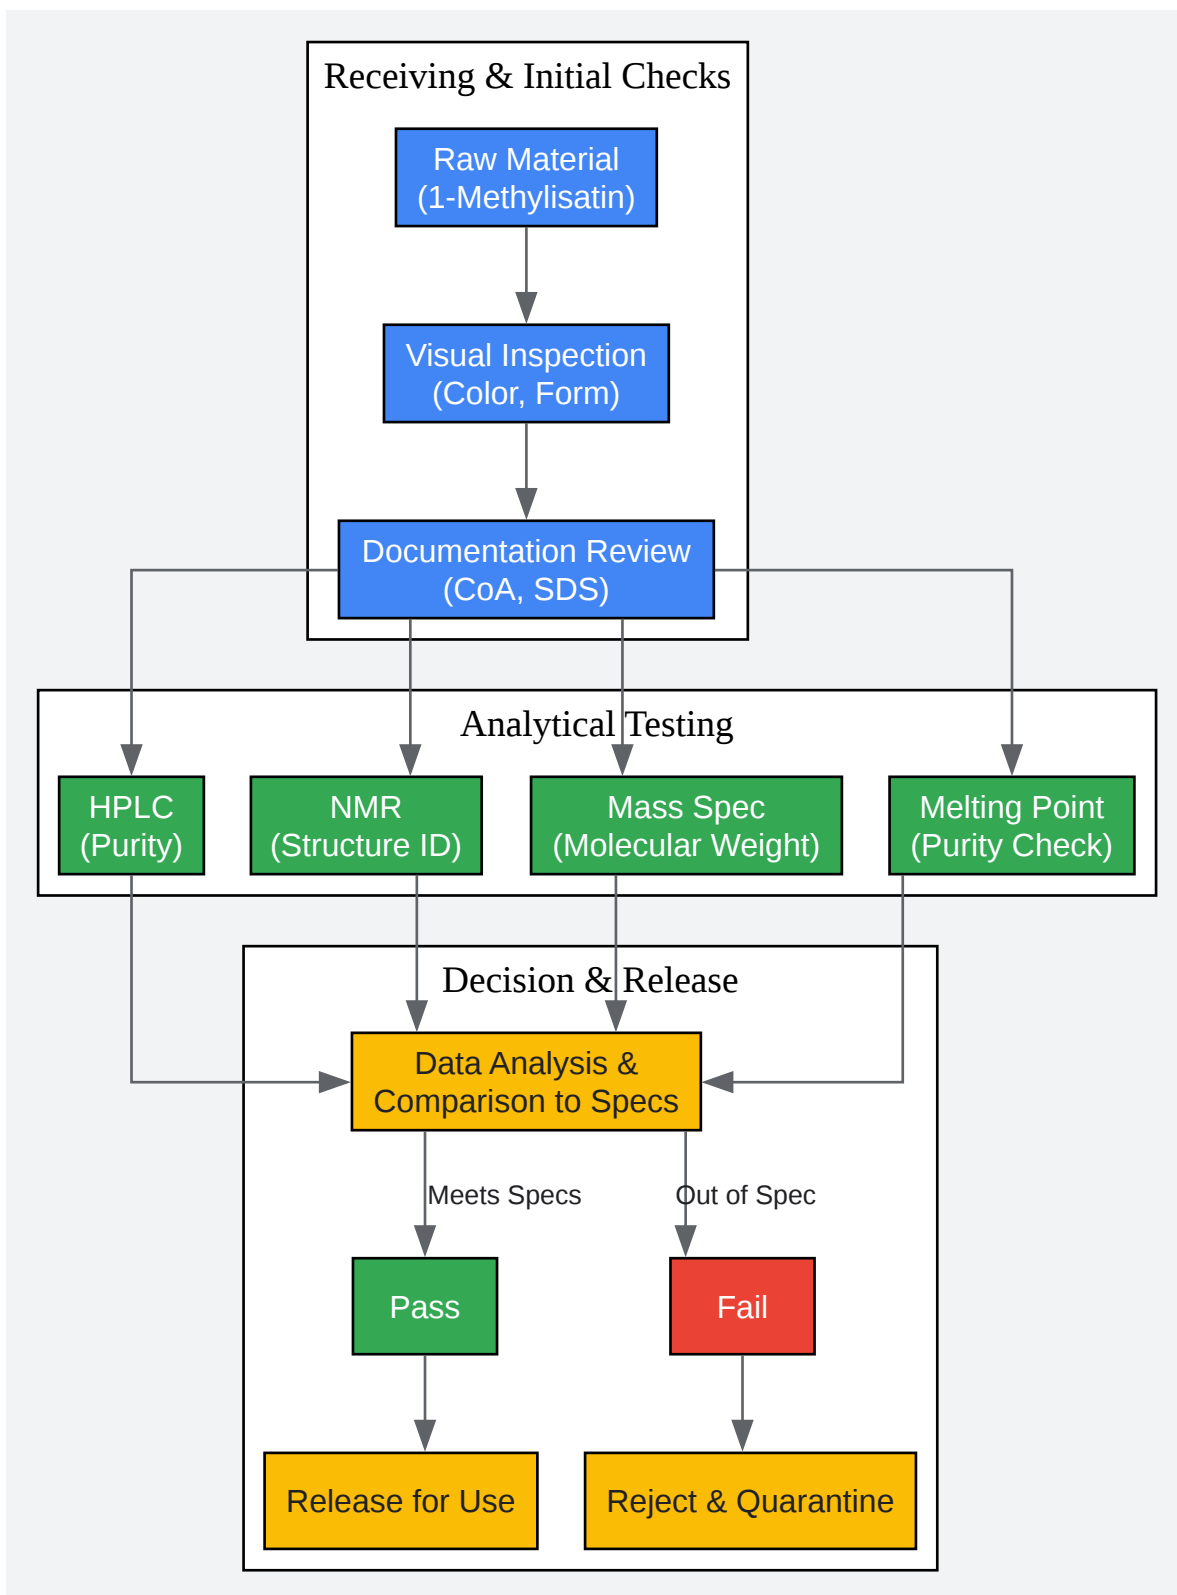 Receiving & Initial Checks
Raw Material
(1-Methylisatin)
Visual Inspection
(Color, Form)
Documentation Review
(CoA, SDS)
Analytical Testing
HPLC
(Purity)
NMR
(Structure ID)
Mass Spec
(Molecular Weight)
Melting Point
(Purity Check)
Decision & Release
Data Analysis &
Comparison to Specs
Meets Specs
Out of Spec
Pass
Fail
Release for Use
Reject & Quarantine